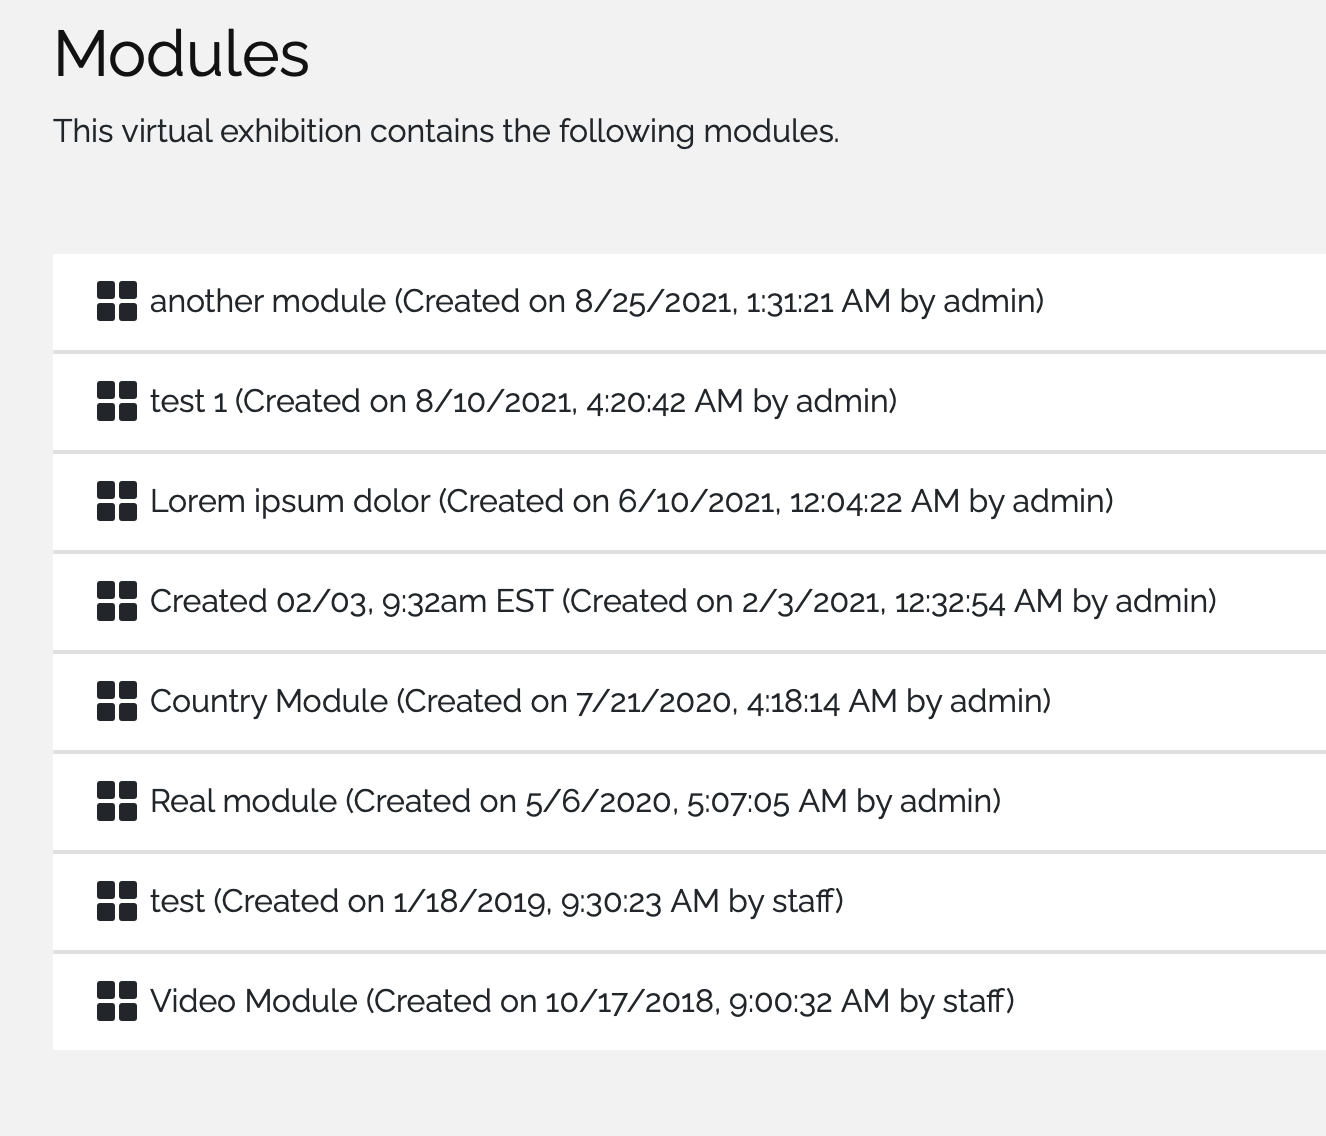 Modules
This virtual exhibition contains the following modules.
another module (Created on 8/25/2021, 1:31:21 AM by admin)
test 1 (Created on 8/10/2021, 4:20:42 AM by admin)
Lorem ipsum dolor (Created on 6/10/2021, 12:04:22 AM by admin)
Created 02/03, 9:32am EST (Created on 2/3/2021, 12:32:54 AM by admin)
Country Module (Created on 7/21/2020, 4:18:14 AM by admin)
Real module (Created on 5/6/2020, 5:07:05 AM by admin)
test (Created on 1/18/2019, 9:30:23 AM by staff)
Video Module (Created on 10/17/2018, 9:00:32 AM by staff)